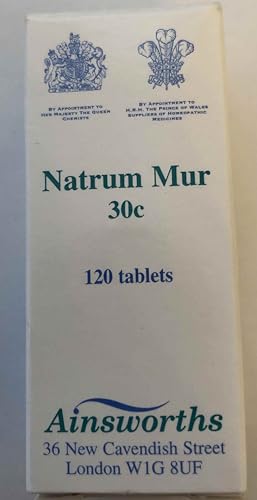 BY APPOINTMENT TO
HER MAJESTY THE QUEEN
CHEMISTS
BY APPOINTMENT TO
H.R.H. THE PRINCE OF WALES
SUPPLIERS OF HOMEOPATHIC
MEDICINES
Natrum Mur
30c
120 tablets
Ainsworths
36 New Cavendish Street
London W1G 8UF